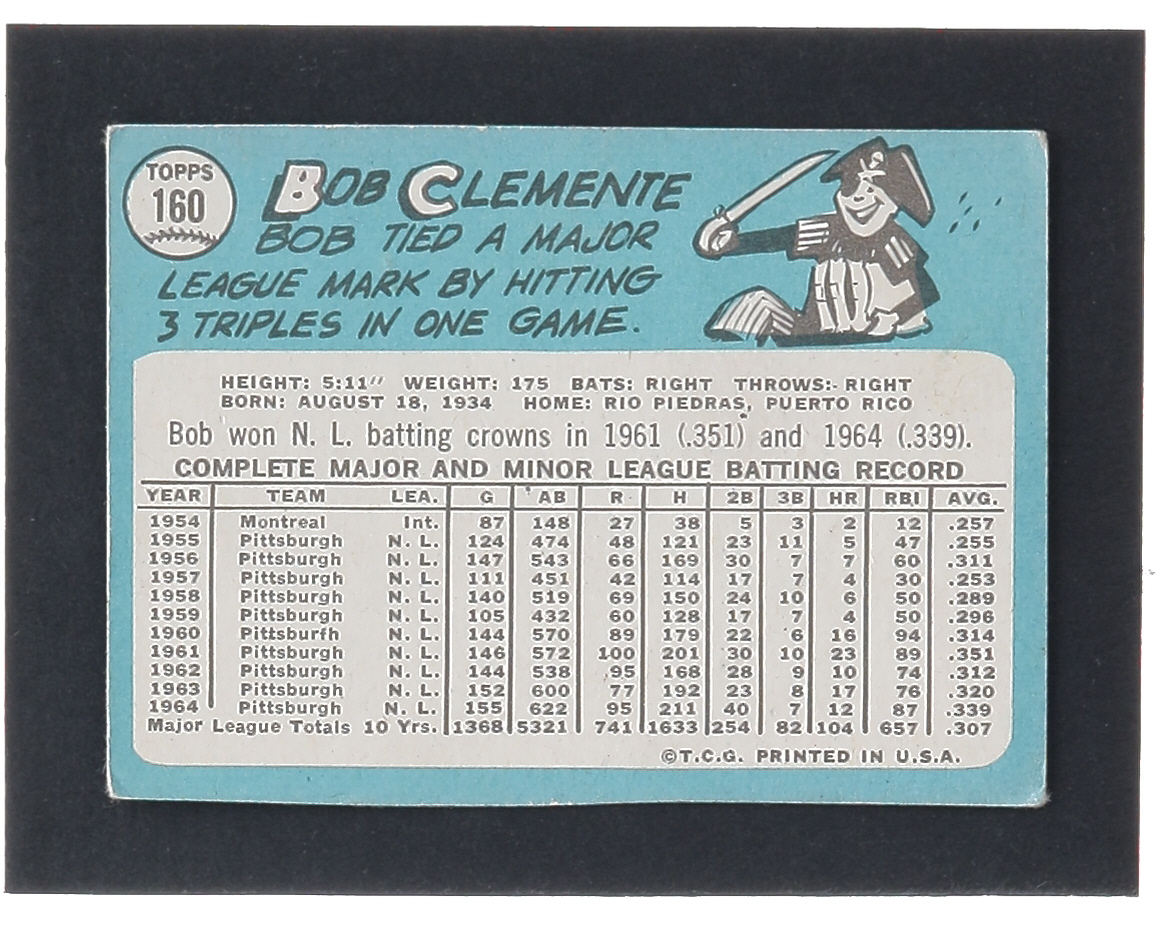 TOPPS
160
BOB CLEMENTE
BOB TIED A MAJOR
LEAGUE MARK BY HITTING
3 TRIPLES IN ONE GAME.
HEIGHT: 5:11″ WEIGHT: 175 BATS: RIGHT THROWS: RIGHT
BORN: AUGUST 18, 1934 HOME: RIO PIEDRAS, PUERTO RICO
Bob won N. L. batting crowns in 1961 (.351) and 1964 (.339).
COMPLETE MAJOR AND MINOR LEAGUE BATTING RECORD
YEAR TEAM LEA. G AB R H 2B 3B HR RBI AVG.
1954 Montreal Int. 87 148 27 38 5 3 2 12 .257
1955 Pittsburgh N. L. 124 474 48 121 23 11 5 47 .255
1956 Pittsburgh N. L. 147 543 66 169 30 7 7 60 .311
1957 Pittsburgh N. L. 111 451 42 114 17 7 4 30 .253
1958 Pittsburgh N. L. 140 519 69 150 24 10 6 50 .289
1959 Pittsburgh N. L. 105 432 60 128 17 7 4 50 .296
1960 Pittsburfh N. L. 144 570 89 179 22 6 16 94 .314
1961 Pittsburgh N. L. 146 572 100 201 30 10 23 89 .351
1962 Pittsburgh N. L. 144 538 95 168 28 9 10 74 .312
1963 Pittsburgh N. L. 152 600 77 192 23 8 17 76 .320
1964 Pittsburgh N. L. 155 622 95 211 40 7 12 87 .339
Major League Totals 10 Yrs. 1368 5321 741 1633 254 82 104 657 .307
©T.C.G. PRINTED IN U.S.A.